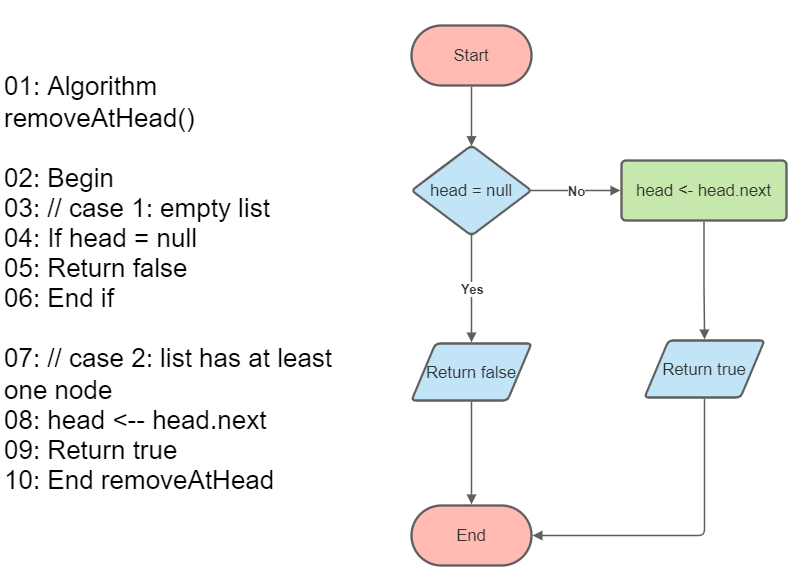 01: Algorithm
removeAtHead()
02: Begin
03: // case 1: empty list
04: If head = null
05: Return false
06: End if
07: // case 2: list has at least
one node
08: head <-- head.next
09: Return true
10: End removeAtHead
Start
head = null
No
head <- head.next
Yes
Return false
Return true
End